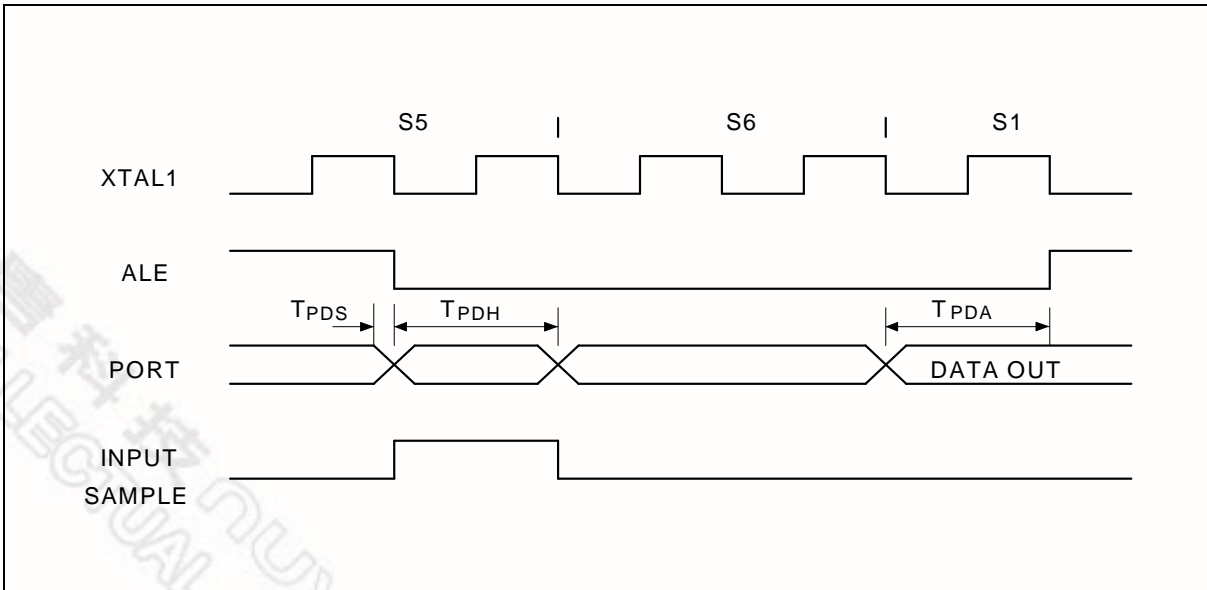 S5 S6 S1
XTAL1
ALE
TPDS TPDH TPDA
PORT DATA OUT
INPUT
SAMPLE